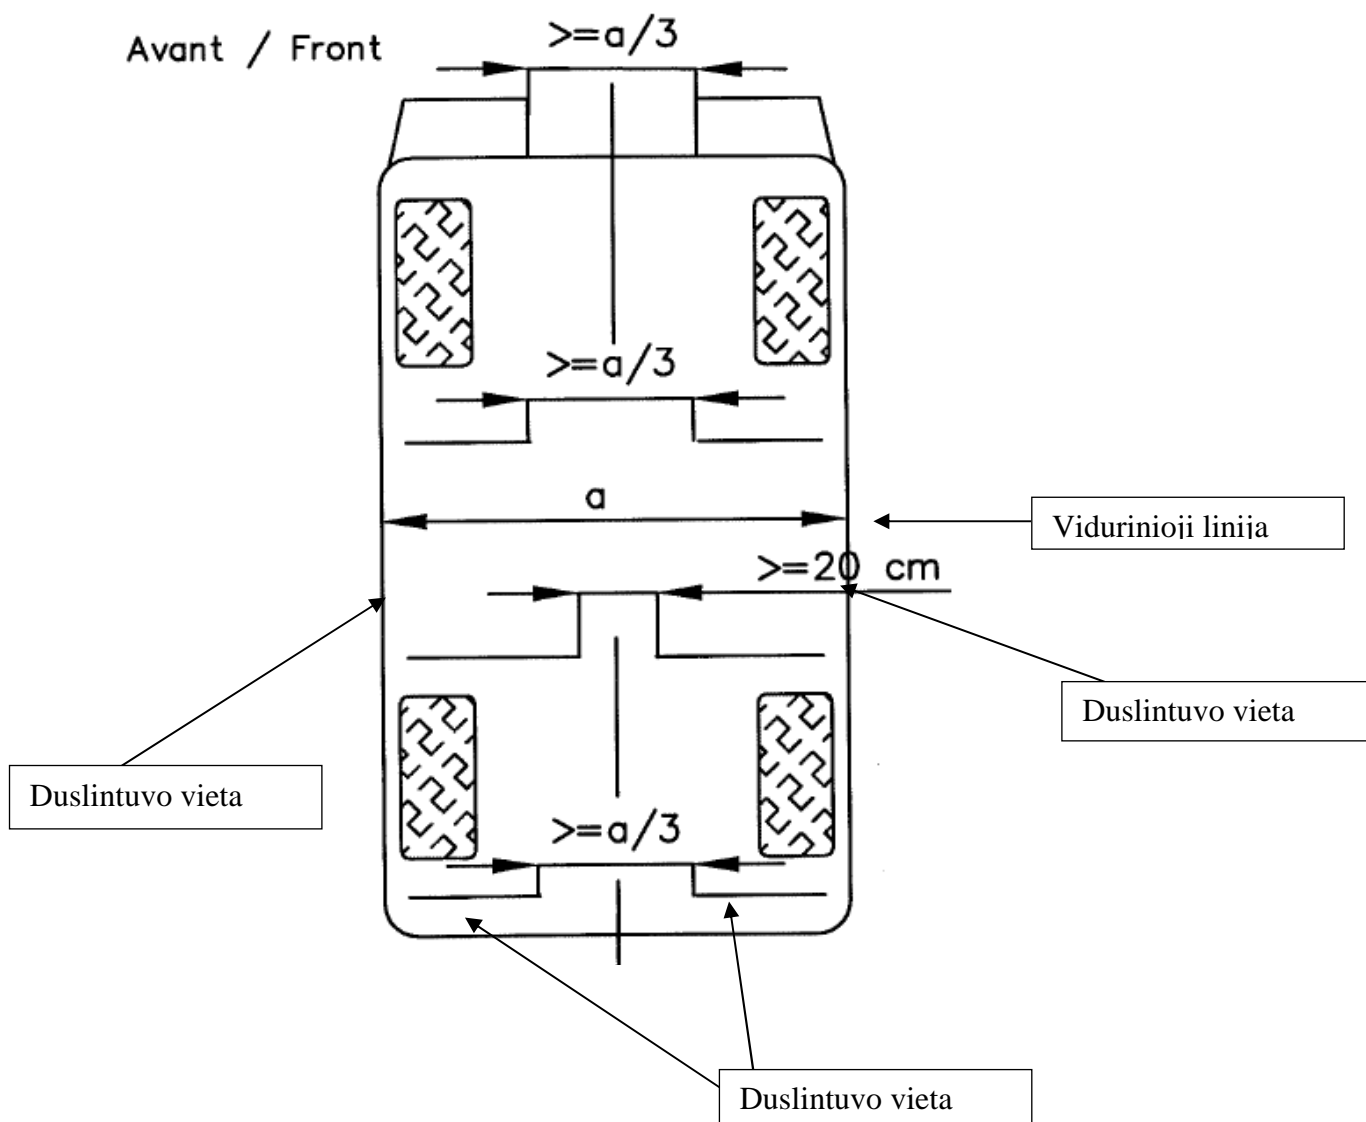 Avant / Front
>=a/3
>=a/3
a
Vidurinioji linija
>=20 cm
Duslintuvo vieta
Duslintuvo vieta
>=a/3
Duslintuvo vieta